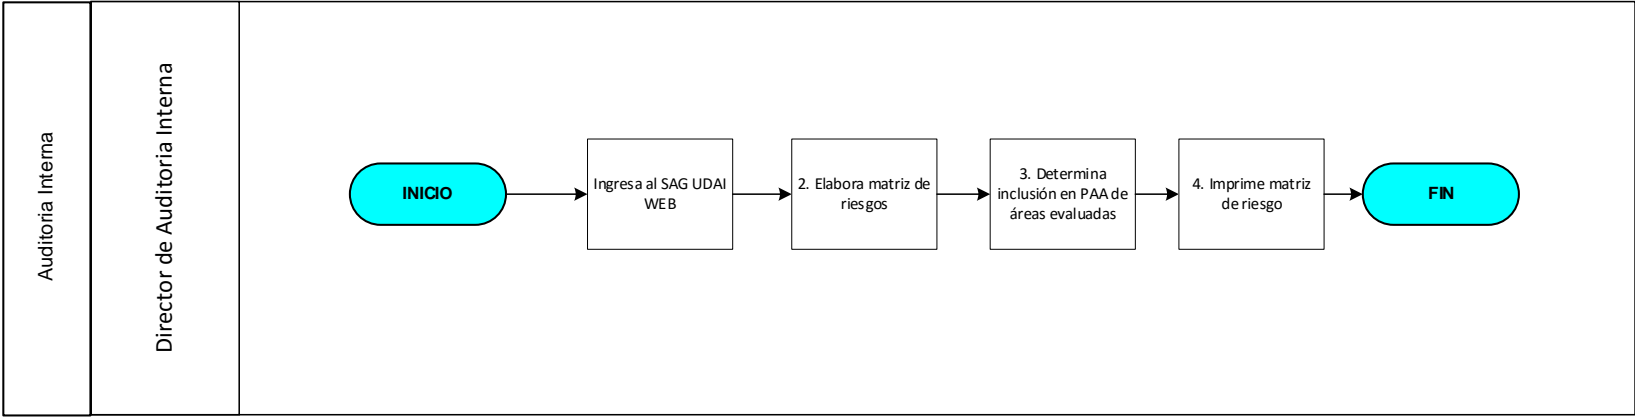 Auditoria Interna
Director de Auditoria Interna
INICIO
Ingresa al SAG UDAI
WEB
2. Elabora matriz de
riesgos
3. Determina
inclusión en PAA de
áreas evaluadas
4. Imprime matriz
de riesgo
FIN